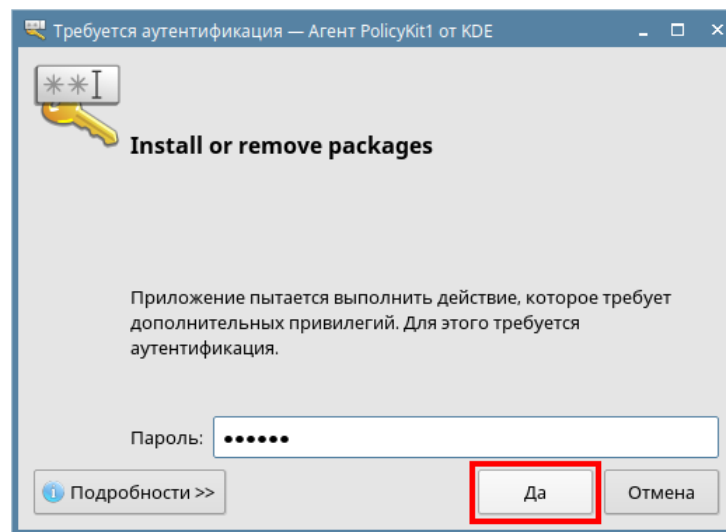 Требуется аутентификация — Агент PolicyKit1 от KDE
Install or remove packages
Приложение пытается выполнить действие, которое требует
дополнительных привилегий. Для этого требуется
аутентификация.
Пароль: ••••••
Подробности >>
Да
Отмена